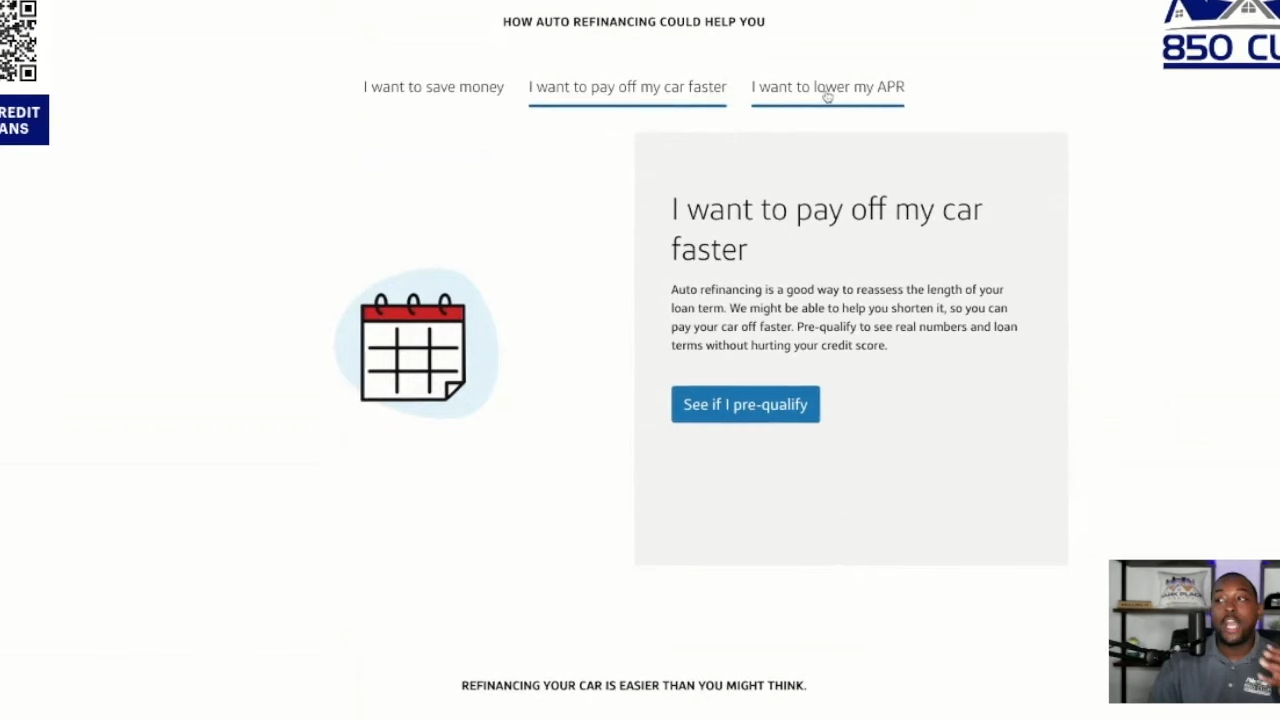 HOW AUTO REFINANCING COULD HELP YOU
850 CL
REDIT
ANS
I want to save money
I want to pay off my car faster
I want to lower my APR
I want to pay off my car
faster
Auto refinancing is a good way to reassess the length of your
loan term. We might be able to help you shorten it, so you can
pay your car off faster. Pre-qualify to see real numbers and loan
terms without hurting your credit score.
See if I pre-qualify
REFINANCING YOUR CAR IS EASIER THAN YOU MIGHT THINK.